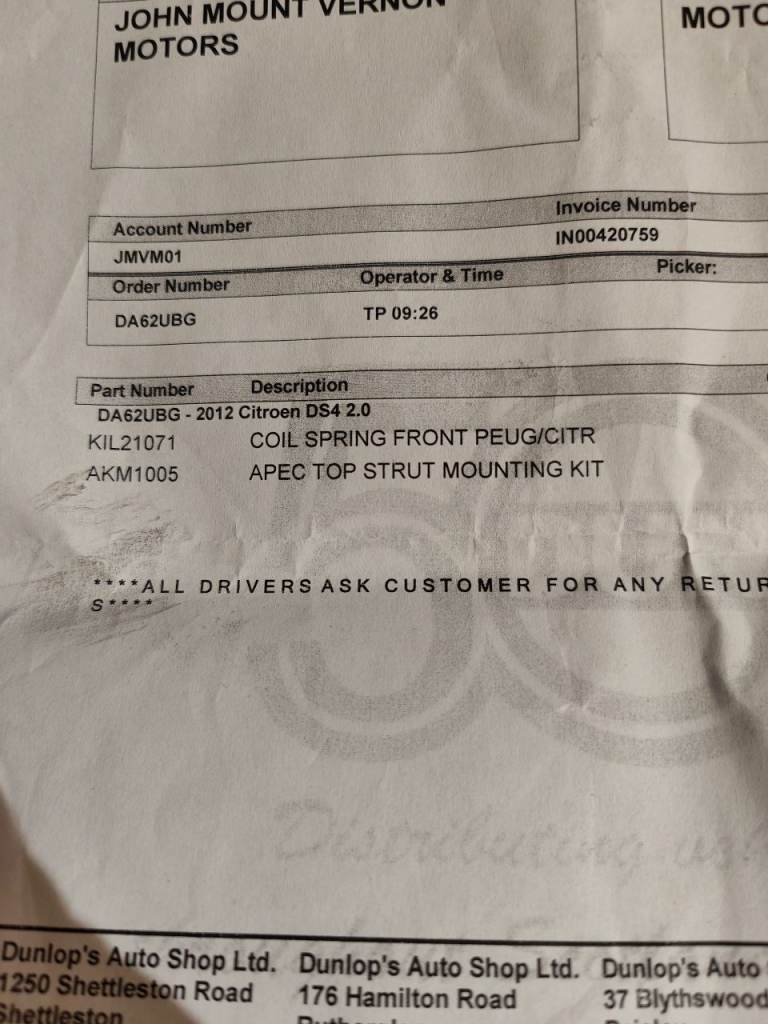 JOHN MOUNT VERNON
MOTORS
MOTO
Account Number
Invoice Number
JMVM01
IN00420759
Order Number
Operator & Time
Picker:
DA62UBG
TP 09:26
Part Number Description
DA62UBG - 2012 Citroen DS4 2.0
KIL21071 COIL SPRING FRONT PEUG/CITR
AKM1005 APEC TOP STRUT MOUNTING KIT
****ALL DRIVERS ASK CUSTOMER FOR ANY RETUR
S****
50
Distributing
Dunlop's Auto Shop Ltd. Dunlop's Auto Shop Ltd. Dunlop's Auto
1250 Shettleston Road 176 Hamilton Road 37 Blythswood
Shettleston